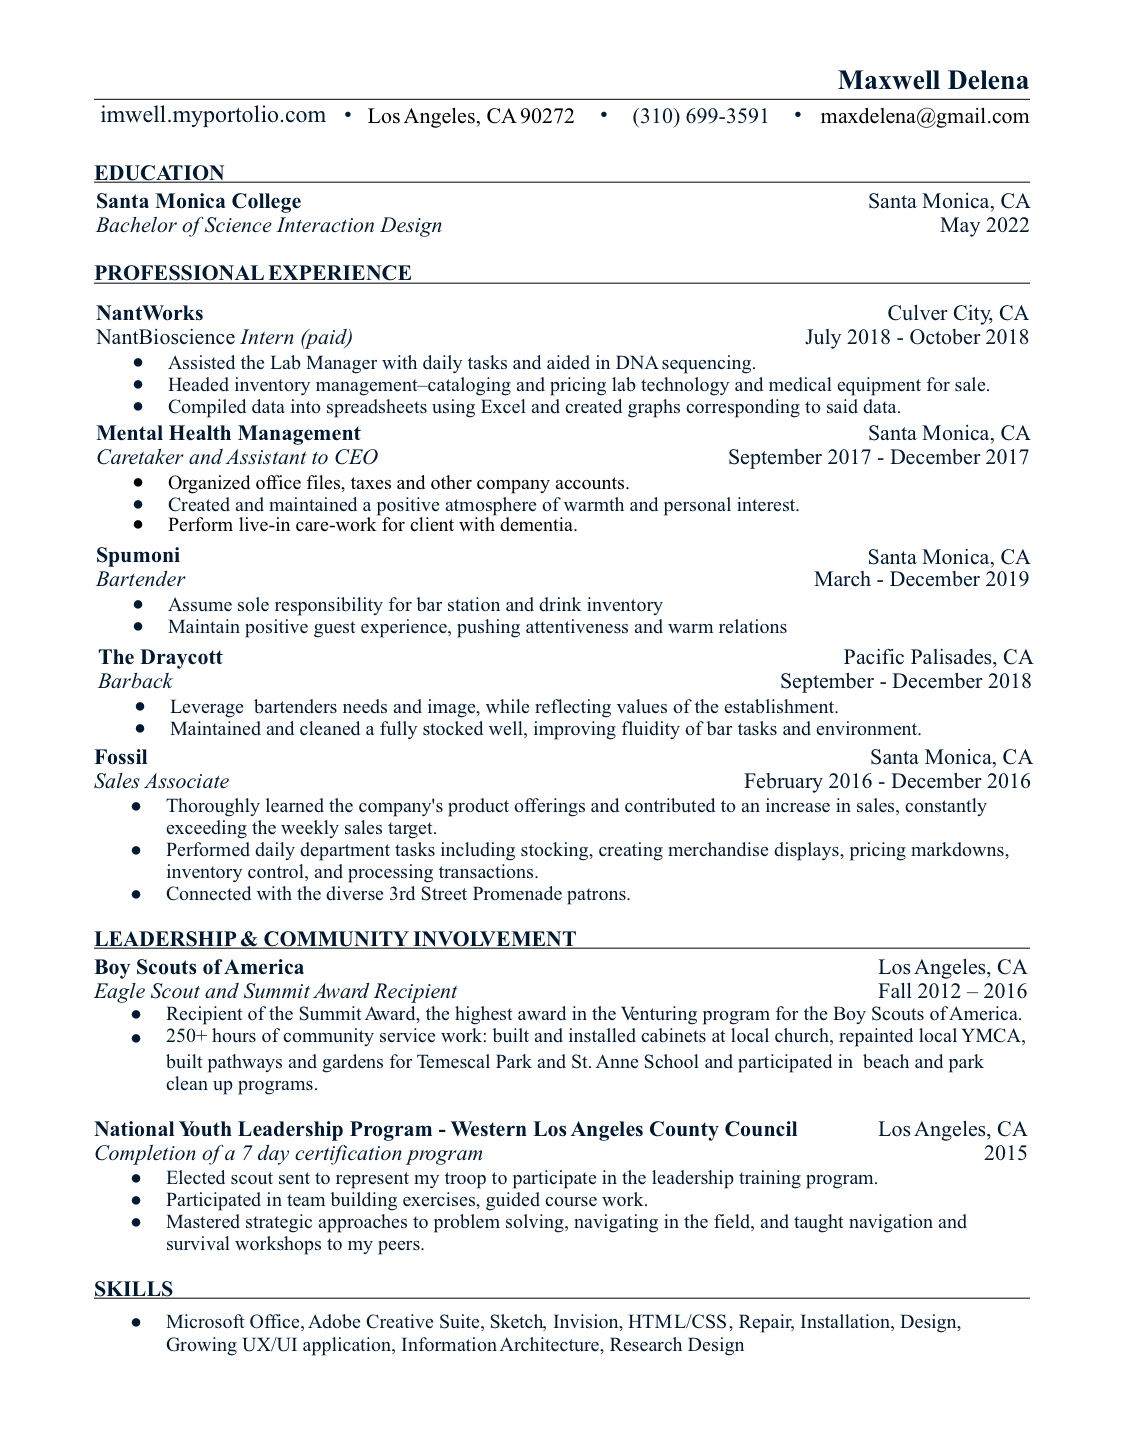 Maxwell Delena
imwell.myportolio.com • Los Angeles, CA 90272 • (310) 699-3591 • maxdelena@gmail.com
EDUCATION
Santa Monica College Santa Monica, CA
Bachelor of Science Interaction Design May 2022
PROFESSIONAL EXPERIENCE
NantWorks Culver City, CA
NantBioscience Intern (paid) July 2018 - October 2018
● Assisted the Lab Manager with daily tasks and aided in DNA sequencing.
● Headed inventory management–cataloging and pricing lab technology and medical equipment for sale.
● Compiled data into spreadsheets using Excel and created graphs corresponding to said data.
Mental Health Management Santa Monica, CA
Caretaker and Assistant to CEO September 2017 - December 2017
● Organized office files, taxes and other company accounts.
● Created and maintained a positive atmosphere of warmth and personal interest.
● Perform live-in care-work for client with dementia.
Spumoni Santa Monica, CA
Bartender March - December 2019
● Assume sole responsibility for bar station and drink inventory
● Maintain positive guest experience, pushing attentiveness and warm relations
The Draycott Pacific Palisades, CA
Barback September - December 2018
● Leverage bartenders needs and image, while reflecting values of the establishment.
● Maintained and cleaned a fully stocked well, improving fluidity of bar tasks and environment.
Fossil Santa Monica, CA
Sales Associate February 2016 - December 2016
● Thoroughly learned the company's product offerings and contributed to an increase in sales, constantly
exceeding the weekly sales target.
● Performed daily department tasks including stocking, creating merchandise displays, pricing markdowns,
inventory control, and processing transactions.
● Connected with the diverse 3rd Street Promenade patrons.
LEADERSHIP & COMMUNITY INVOLVEMENT
Boy Scouts of America Los Angeles, CA
Eagle Scout and Summit Award Recipient Fall 2012 – 2016
● Recipient of the Summit Award, the highest award in the Venturing program for the Boy Scouts of America.
● 250+ hours of community service work: built and installed cabinets at local church, repainted local YMCA,
built pathways and gardens for Temescal Park and St. Anne School and participated in beach and park
clean up programs.
National Youth Leadership Program - Western Los Angeles County Council Los Angeles, CA
Completion of a 7 day certification program 2015
● Elected scout sent to represent my troop to participate in the leadership training program.
● Participated in team building exercises, guided course work.
● Mastered strategic approaches to problem solving, navigating in the field, and taught navigation and
survival workshops to my peers.
SKILLS
● Microsoft Office, Adobe Creative Suite, Sketch, Invision, HTML/CSS, Repair, Installation, Design,
Growing UX/UI application, Information Architecture, Research Design